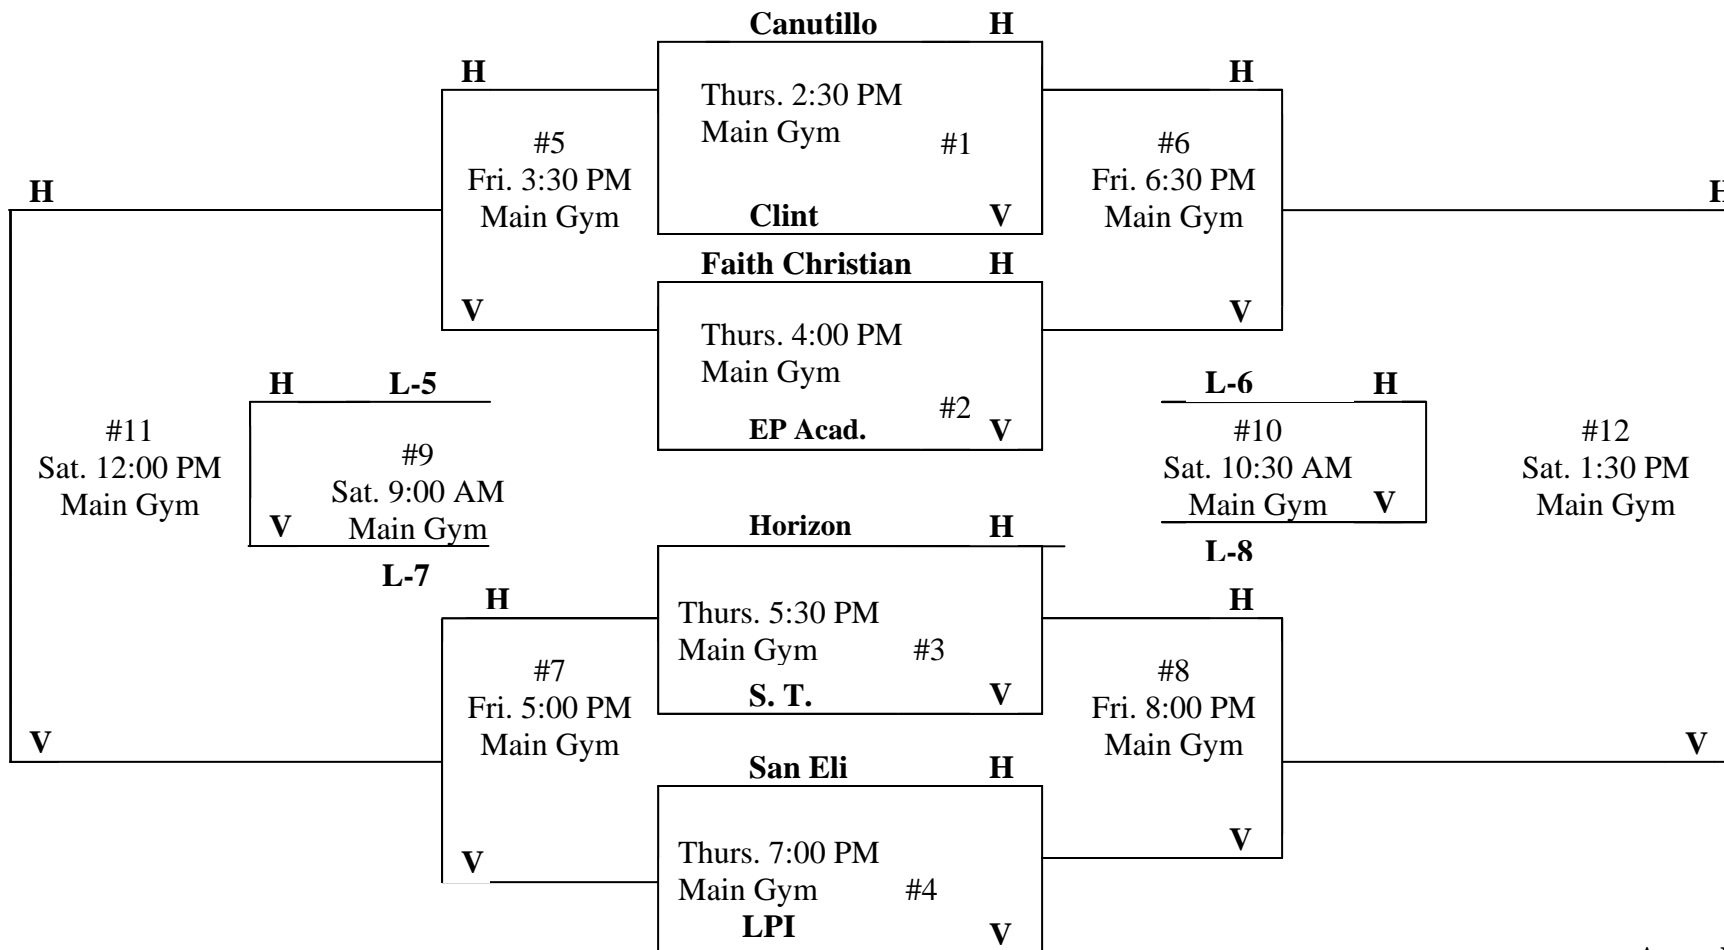 Canutillo H
H
H
Thurs. 2:30 PM
Main Gym
#1
#5
Fri. 3:30 PM
Main Gym
#6
Fri. 6:30 PM
Main Gym
H
H
Clint V
Faith Christian H
V
V
Thurs. 4:00 PM
Main Gym
#2
EP Acad. V
H L-5
#9
Sat. 9:00 AM
V Main Gym
L-7
L-6 H
#10
Sat. 10:30 AM
Main Gym V
L-8
#11
Sat. 12:00 PM
Main Gym
#12
Sat. 1:30 PM
Main Gym
Horizon H
H
H
Thurs. 5:30 PM
Main Gym #3
S. T. V
#7
Fri. 5:00 PM
Main Gym
#8
Fri. 8:00 PM
Main Gym
V
V
San Eli H
V
V
Thurs. 7:00 PM
Main Gym #4
LPI V